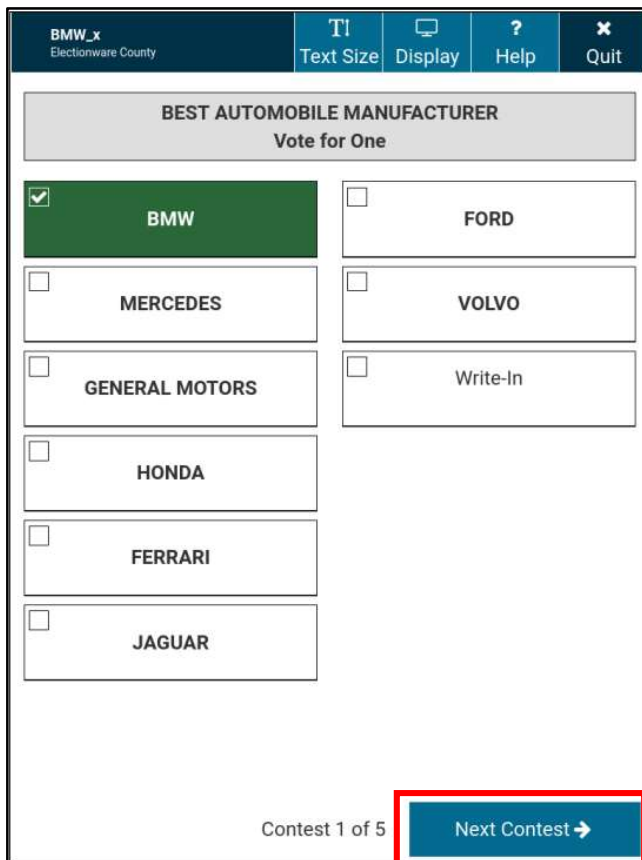 BMW_x
Electionware County
Text Size
Display
? Help
Quit
BEST AUTOMOBILE MANUFACTURER
Vote for One
BMW
MERCEDES
GENERAL MOTORS
HONDA
FERRARI
JAGUAR
FORD
VOLVO
Write-In
Contest 1 of 5
Next Contest →